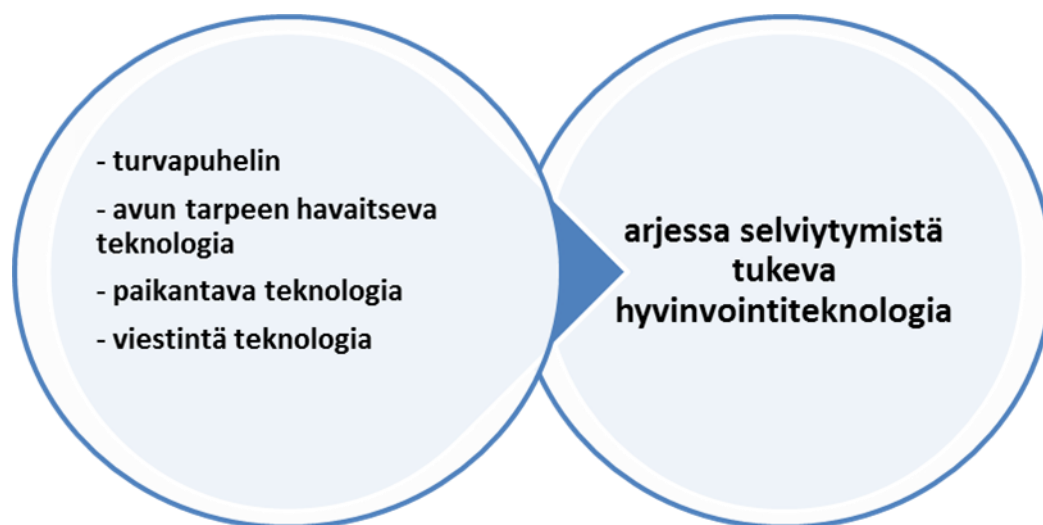 - turvapuhelin
- avun tarpeen havaitseva
teknologia
- paikantava teknologia
- viestintä teknologia
arjessa selviytymistä
tukeva
hyvinvointiteknologia